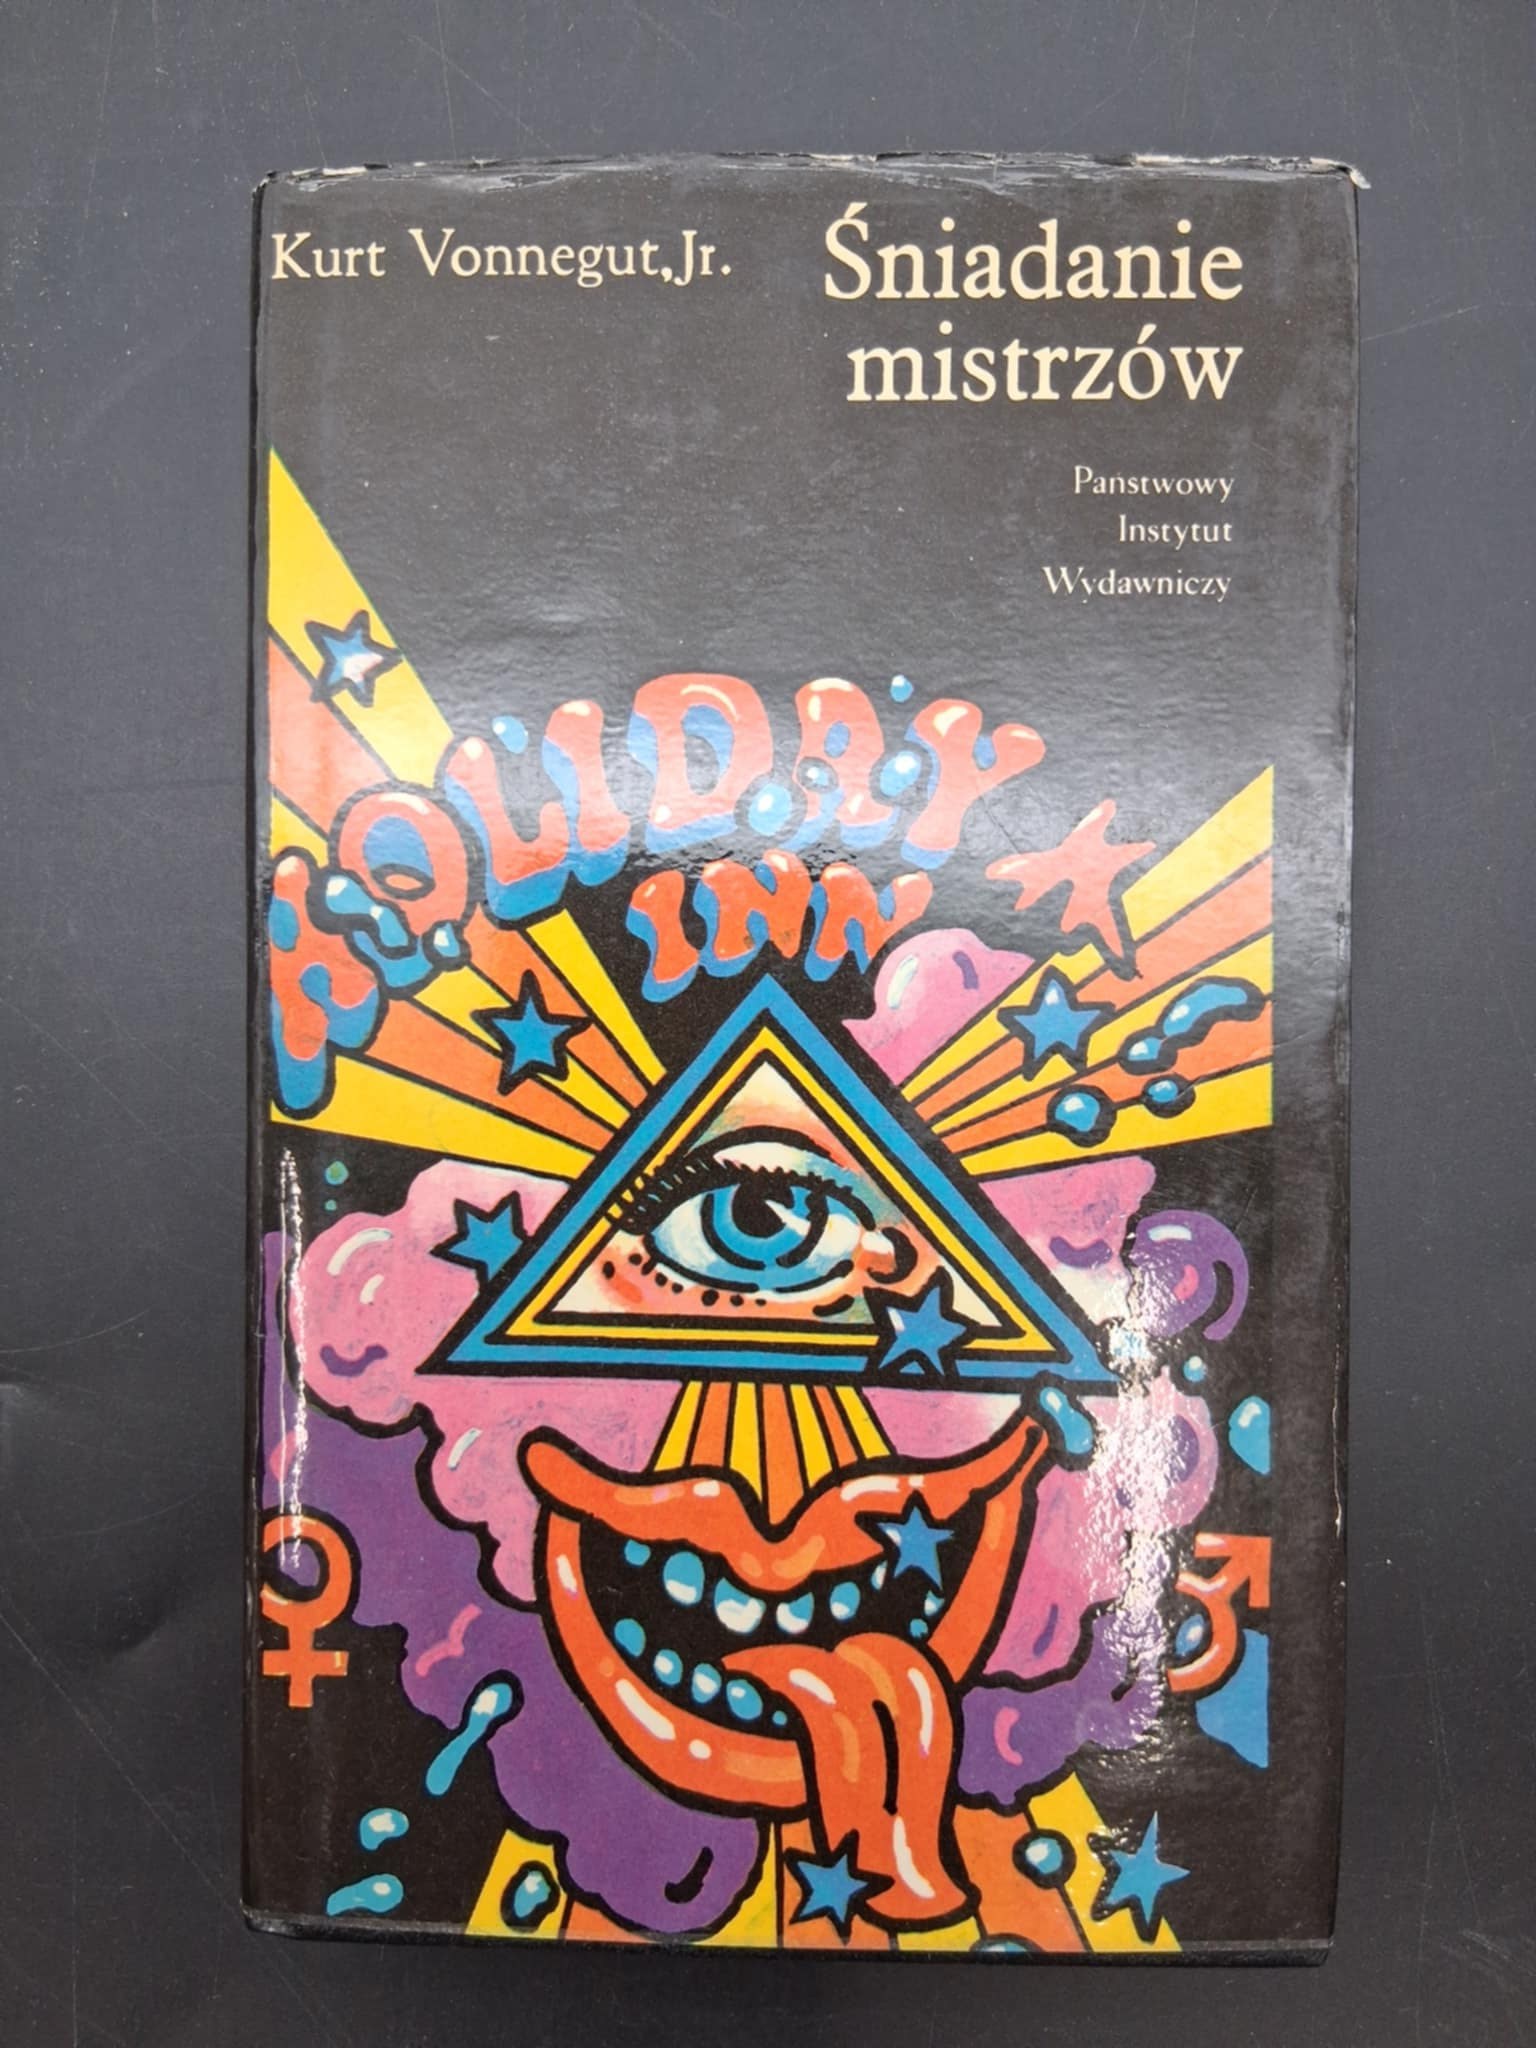 Kurt Vonnegut, Jr.
Śniadanie
mistrzów
Państwowy
Instytut
Wydawniczy
HOLIDAY
INN